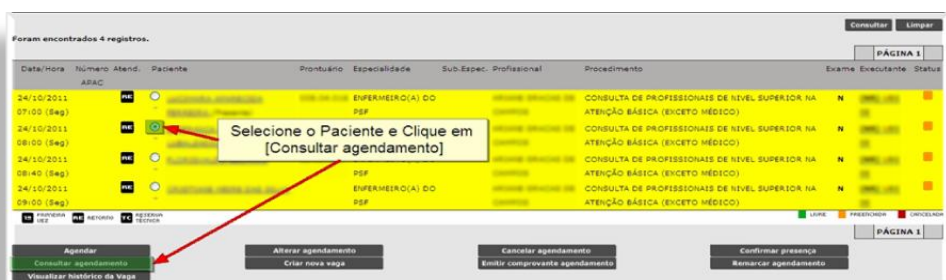 Consultar Limpar
Foram encontrados 4 registros.
PÁGINA 1
Data/Hora Número Atend. Paciente Prontuário Especialidade Sub.Espec. Profissional Procedimento Exame Executante Status
APAC
24/10/2011 RE ENFERMEIRO(A) DO CONSULTA DE PROFISSIONAIS DE NIVEL SUPERIOR NA N
07:00 (Seg) PSF ATENÇÃO BÁSICA (EXCETO MÉDICO)
24/10/2011 RE CONSULTA DE PROFISSIONAIS DE NIVEL SUPERIOR NA N
08:00 (Seg) ATENÇÃO BÁSICA (EXCETO MÉDICO)
Selecione o Paciente e Clique em
[Consultar agendamento]
24/10/2011 RE CONSULTA DE PROFISSIONAIS DE NIVEL SUPERIOR NA N
08:40 (Seg) PSF ATENÇÃO BÁSICA (EXCETO MÉDICO)
24/10/2011 RE ENFERMEIRO(A) DO CONSULTA DE PROFISSIONAIS DE NIVEL SUPERIOR NA N
09:00 (Seg) PSF ATENÇÃO BÁSICA (EXCETO MÉDICO)
PRIMEIRA VEZ RE RETORNO TC RESERVA TÉCNICA LIVRE PREENCHIDA CANCELADA
PÁGINA 1
Agendar Alterar agendamento Cancelar agendamento Confirmar presença
Consultar agendamento Criar nova vaga Emitir comprovante agendamento Remarcar agendamento
Visualizar histórico da Vaga